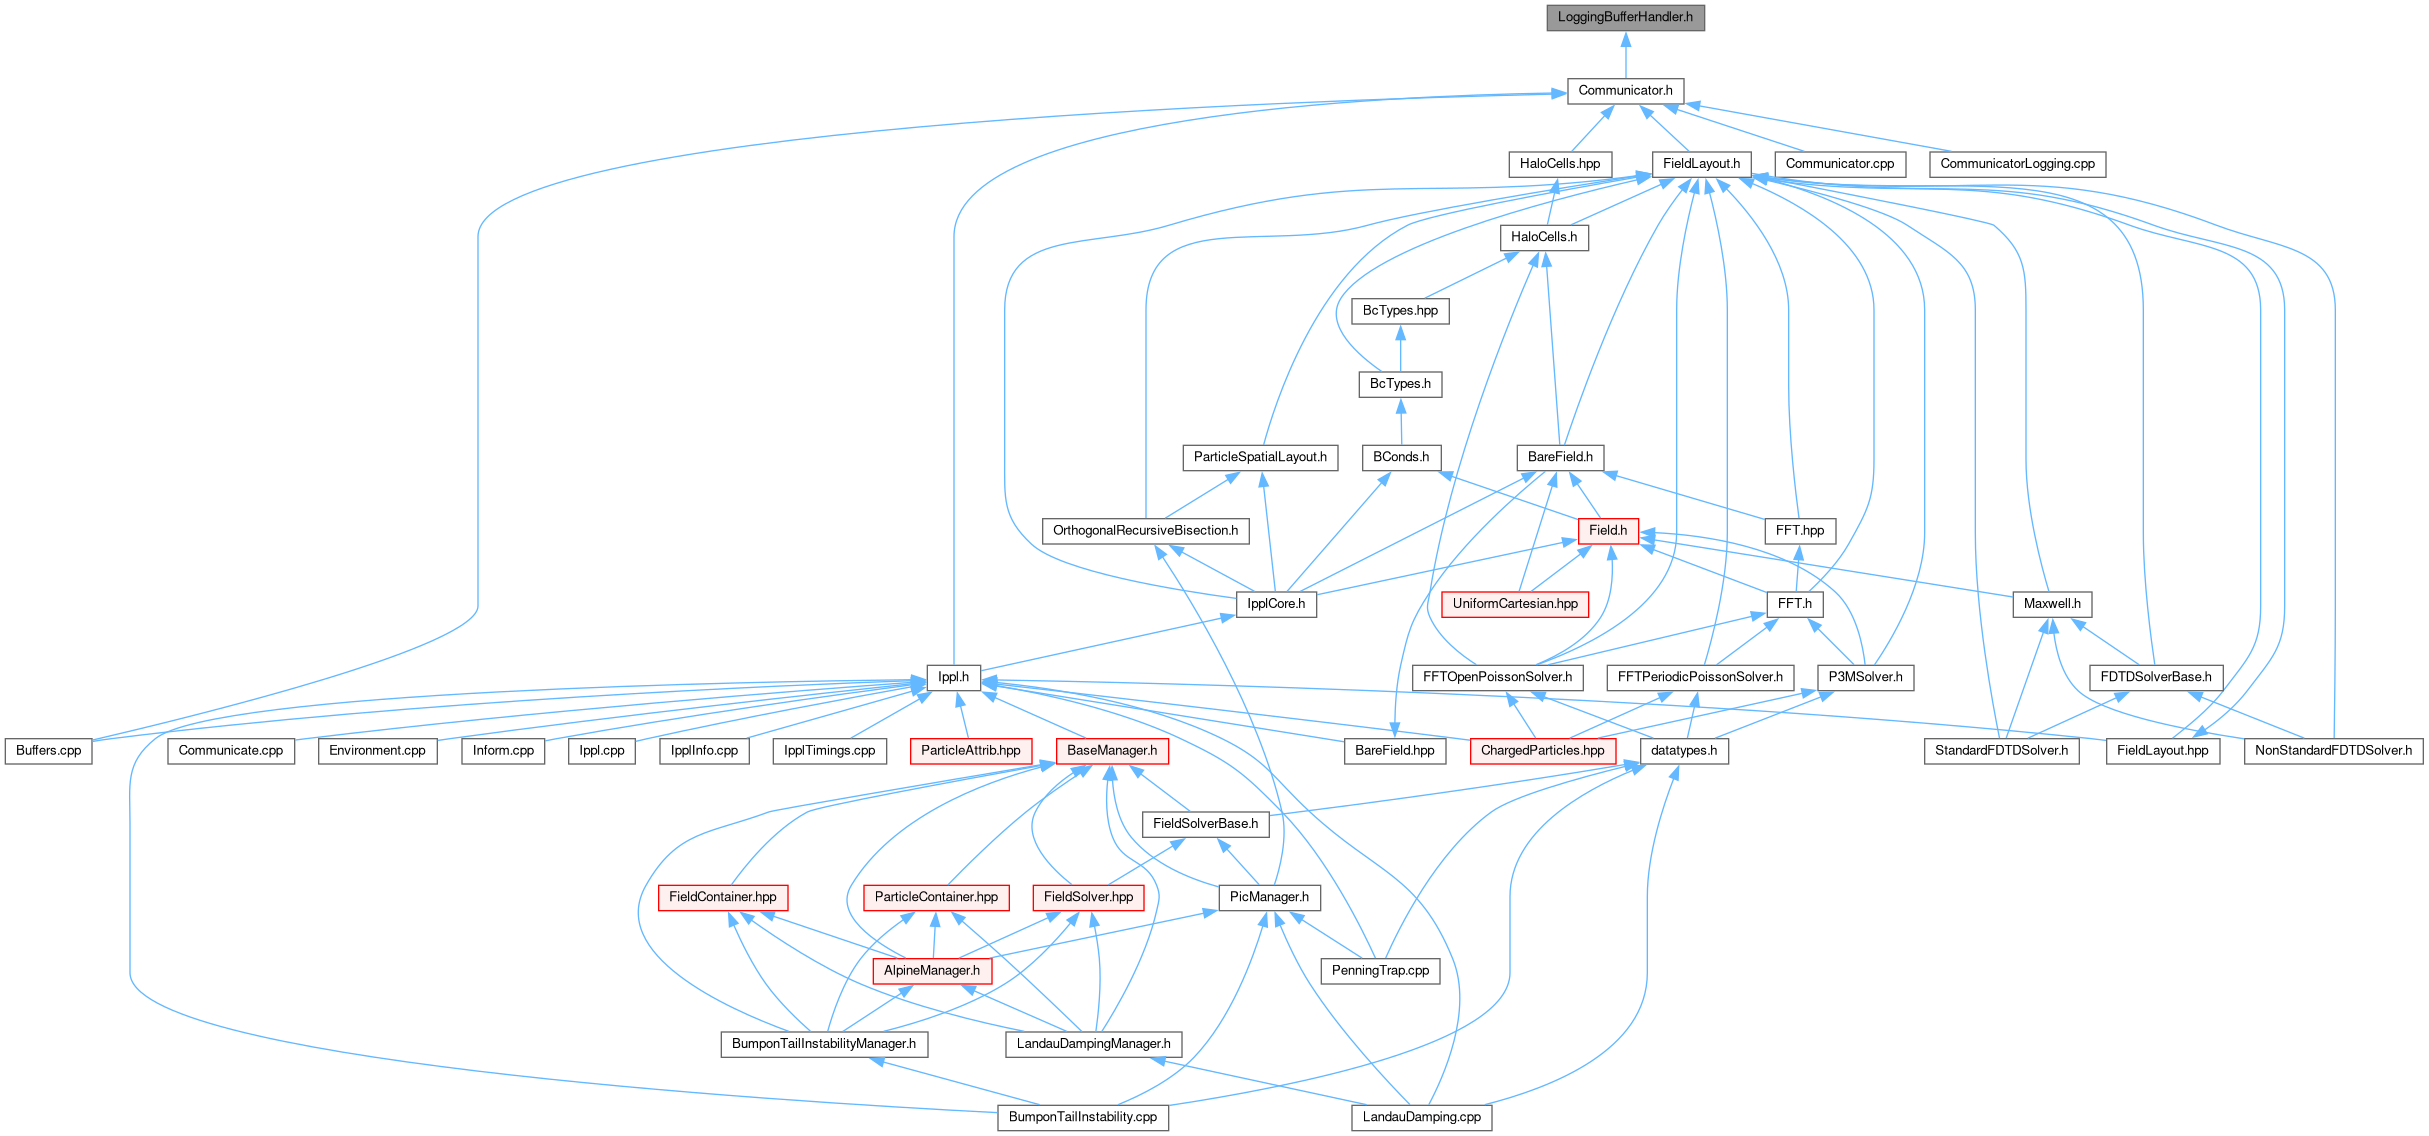 LoggingBufferHandler.h
Communicator.h
HaloCells.hpp
FieldLayout.h
Communicator.cpp
CommunicatorLogging.cpp
HaloCells.h
BcTypes.hpp
BcTypes.h
ParticleSpatialLayout.h
BConds.h
BareField.h
OrthogonalRecursiveBisection.h
Field.h
FFT.hpp
IpplCore.h
UniformCartesian.hpp
FFT.h
Maxwell.h
Ippl.h
FFTOpenPoissonSolver.h
FFTPeriodicPoissonSolver.h
P3MSolver.h
FDTDSolverBase.h
Buffers.cpp
Communicate.cpp
Environment.cpp
Inform.cpp
Ippl.cpp
IpplInfo.cpp
IpplTimings.cpp
ParticleAttrib.hpp
BaseManager.h
BareField.hpp
ChargedParticles.hpp
datatypes.h
StandardFDTDSolver.h
FieldLayout.hpp
NonStandardFDTDSolver.h
FieldSolverBase.h
FieldContainer.hpp
ParticleContainer.hpp
FieldSolver.hpp
PicManager.h
AlpineManager.h
PenningTrap.cpp
BumponTailInstabilityManager.h
LandauDampingManager.h
BumponTailInstability.cpp
LandauDamping.cpp